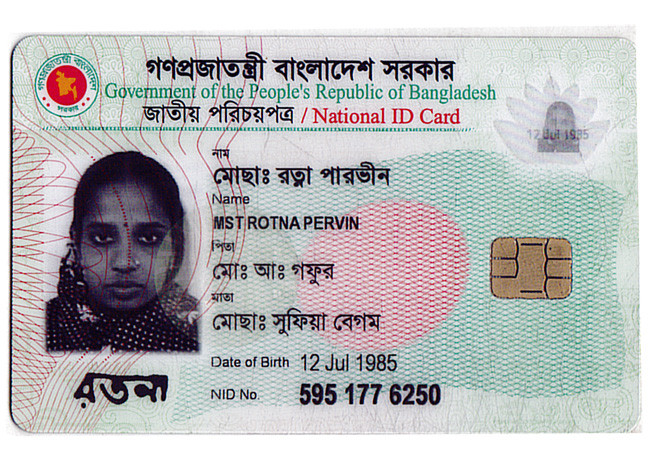 গণপ্রজাতন্ত্রী বাংলাদেশ সরকার
Government of the People's Republic of Bangladesh
জাতীয় পরিচয়পত্র / National ID Card
12 Jul 1985
নাম
মোছাঃ রত্না পারভীন
Name
MST ROTNA PERVIN
পিতা
মোঃ আঃ গফুর
মাতা
মোছাঃ সুফিয়া বেগম
Date of Birth 12 Jul 1985
রতনা
NID No. 595 177 6250